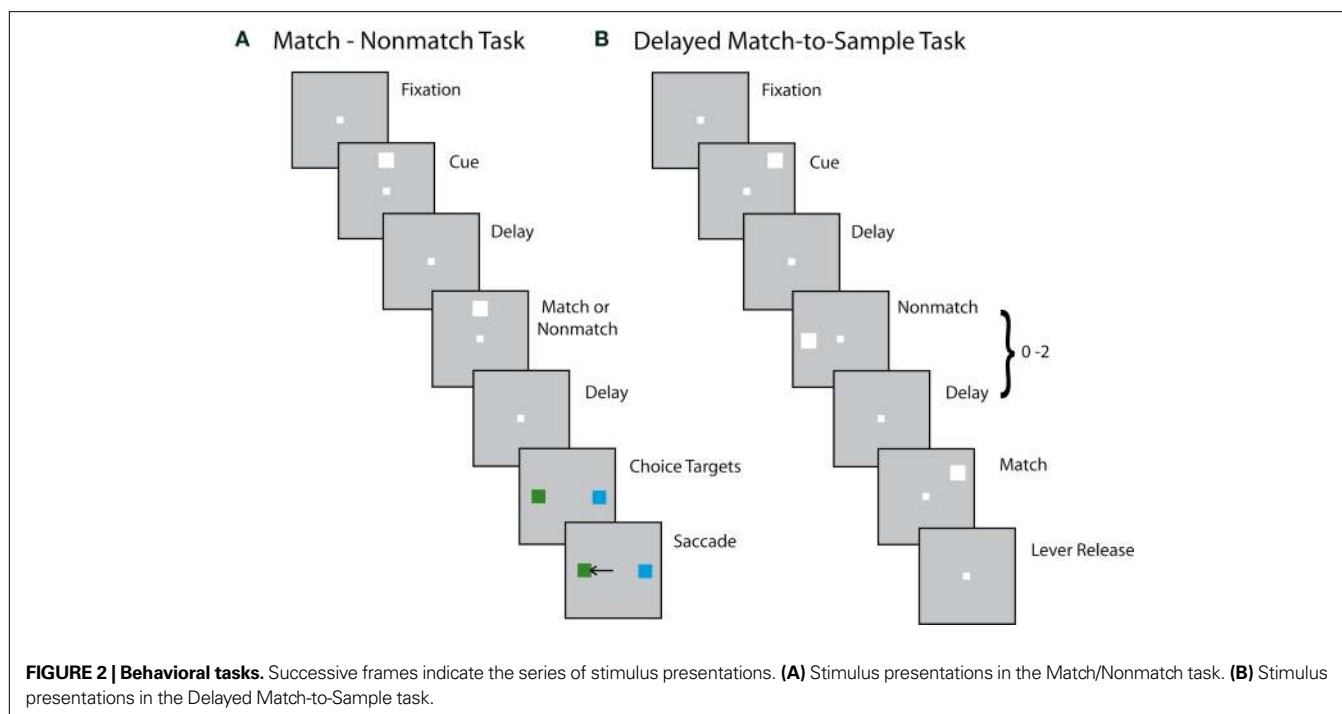 A Match - Nonmatch Task
Fixation
Cue
Delay
Match or
Nonmatch
Delay
Choice Targets
Saccade
B Delayed Match-to-Sample Task
Fixation
Cue
Delay
Nonmatch
0 -2
Delay
Match
Lever Release
FIGURE 2 | Behavioral tasks. Successive frames indicate the series of stimulus presentations. (A) Stimulus presentations in the Match/Nonmatch task. (B) Stimulus
presentations in the Delayed Match-to-Sample task.